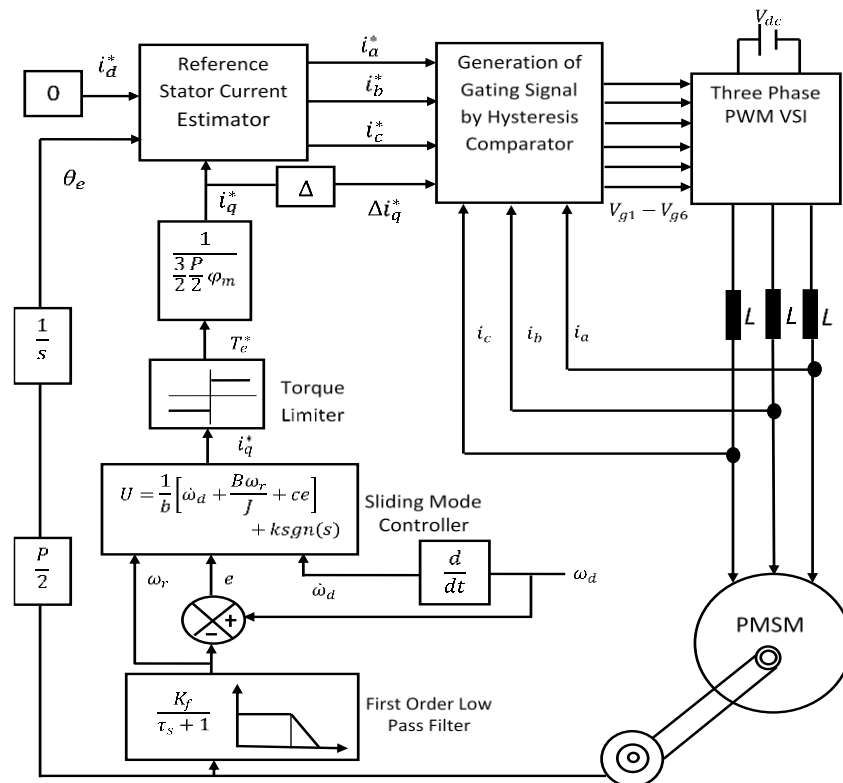 V_dc
0
i_d^*
Reference
Stator Current
Estimator
i_a^*
i_b^*
i_c^*
Generation of
Gating Signal
by Hysteresis
Comparator
Three Phase
PWM VSI
θ_e
i_q^*
Δ
Δi_q^*
V_g1 − V_g6
1
3/2 P/2 φ_m
1/s
T_e^*
Torque
Limiter
i_c
i_b
i_a
L
L
L
i_q^*
U = 1/b [ω̇_d + Bω_r/J + ce]
+ ksgn(s)
Sliding Mode
Controller
P/2
ω_r
e
ω̇_d
d/dt
ω_d
+
−
PMSM
K_f
τ_s + 1
First Order Low
Pass Filter